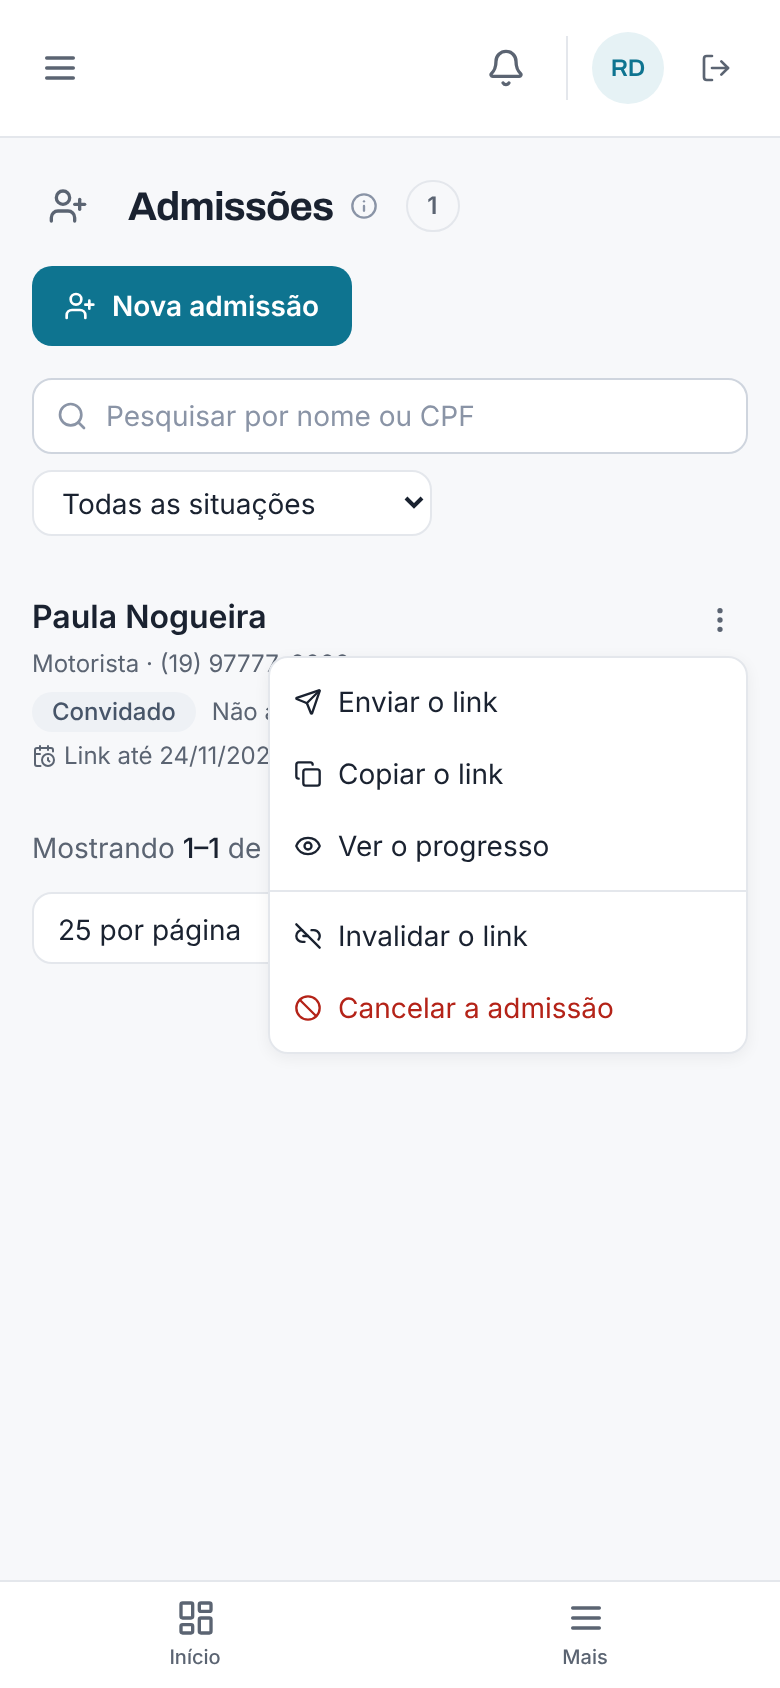 RD
Admissões
1
Nova admissão
Pesquisar por nome ou CPF
Todas as situações
Paula Nogueira
Motorista · (19) 97777
Convidado Não
Link até 24/11/202
Mostrando 1–1 de
25 por página
Enviar o link
Copiar o link
Ver o progresso
Invalidar o link
Cancelar a admissão
Início
Mais